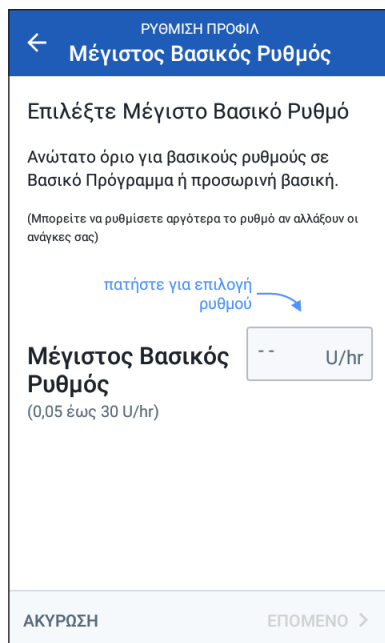 ΡΥΘΜΙΣΗ ΠΡΟΦΙΛ
Μέγιστος Βασικός Ρυθμός
Επιλέξτε Μέγιστο Βασικό Ρυθμό
Ανώτατο όριο για βασικούς ρυθμούς σε
Βασικό Πρόγραμμα ή προσωρινή βασική.
(Μπορείτε να ρυθμίσετε αργότερα το ρυθμό αν αλλάξουν οι
ανάγκες σας)
πατήστε για επιλογή
ρυθμού
Μέγιστος Βασικός
Ρυθμός
-- U/hr
(0,05 έως 30 U/hr)
ΑΚΥΡΩΣΗ ΕΠΟΜΕΝΟ